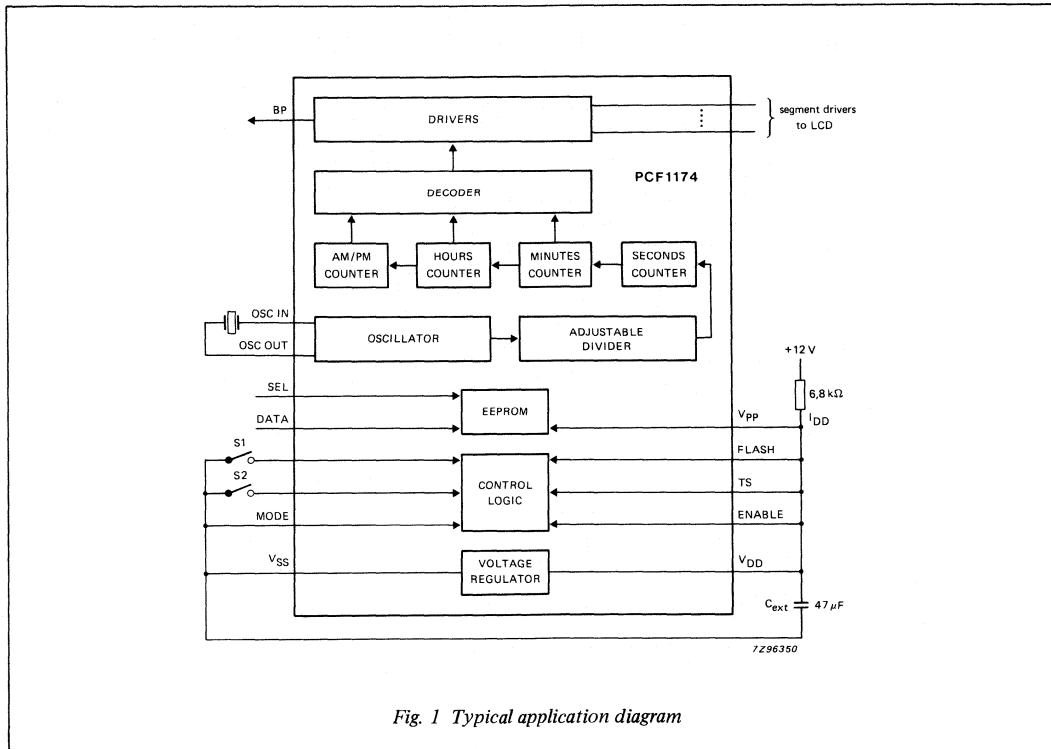 BP
DRIVERS
segment drivers
to LCD
PCF1174
DECODER
AM/PM
COUNTER
HOURS
COUNTER
MINUTES
COUNTER
SECONDS
COUNTER
OSC IN
OSC OUT
OSCILLATOR
ADJUSTABLE
DIVIDER
+12 V
6,8 kΩ
SEL
DATA
EEPROM
VPP
IDD
S1
S2
MODE
CONTROL
LOGIC
FLASH
TS
ENABLE
VSS
VOLTAGE
REGULATOR
VDD
Cext
47 µF
7Z96350
Fig. 1 Typical application diagram